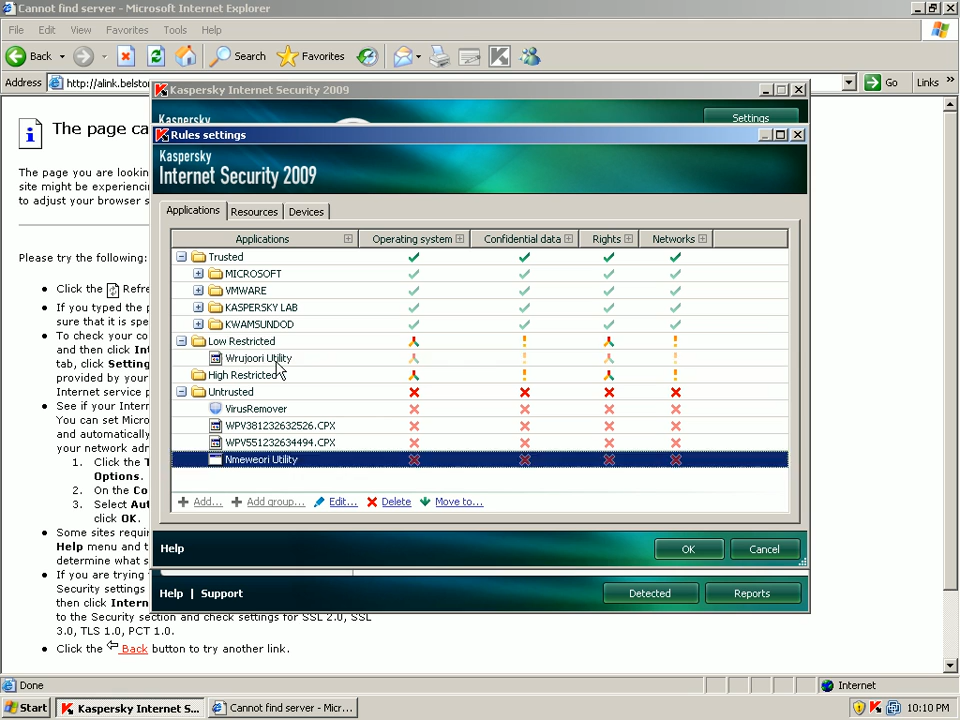 Cannot find server - Microsoft Internet Explorer
File Edit View Favorites Tools Help
Back Search Favorites
Address http://alink.belsto Go Links »
Kaspersky Internet Security 2009
Kaspersky Settings
Rules settings
Kaspersky
Internet Security 2009
Applications Resources Devices
Applications Operating system Confidential data Rights Networks
Trusted
MICROSOFT
VMWARE
KASPERSKY LAB
KWAMSUNDOD
Low Restricted
Wrujoori Utility
High Restricted
Untrusted
VirusRemover
WPV381232632526.CPX
WPV551232634494.CPX
Nmeweori Utility
Add... Add group... Edit... Delete Move to...
Help OK Cancel
Help | Support Detected Reports
The page ca
The page you are lookin
site might be experiencin
to adjust your browser s
Please try the following:
Click the Refre
If you typed the p
sure that it is spe
To check your co
and then click Int
tab, click Setting
provided by your
Internet service p
See if your Intern
You can set Micro
and automatically
your network adn
1. Click the T
Options.
2. On the Co
3. Select Aut
click OK.
Some sites requir
Help menu and t
determine what s
If you are trying
Security settings
then click Intern
to the Security section and check settings for SSL 2.0, SSL
3.0, TLS 1.0, PCT 1.0.
Click the Back button to try another link.
Done Internet
Start Kaspersky Internet S... Cannot find server - Micr... 10:10 PM